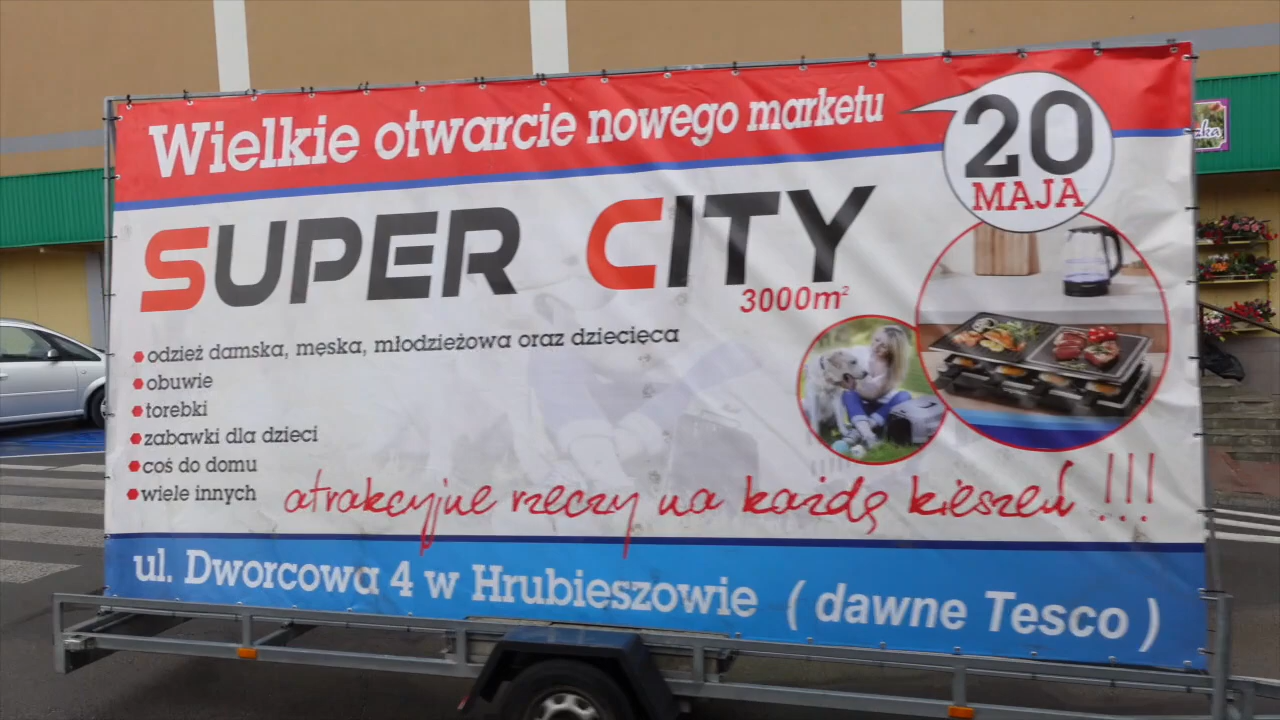 Wielkie otwarcie nowego marketu
20
MAJA
SUPER CITY
3000m²
odzież damska, męska, młodzieżowa oraz dziecięca
obuwie
torebki
zabawki dla dzieci
coś do domu
wiele innych
atrakcyjne rzeczy na każdą kieszeń !!!
ul. Dworcowa 4 w Hrubieszowie ( dawne Tesco )